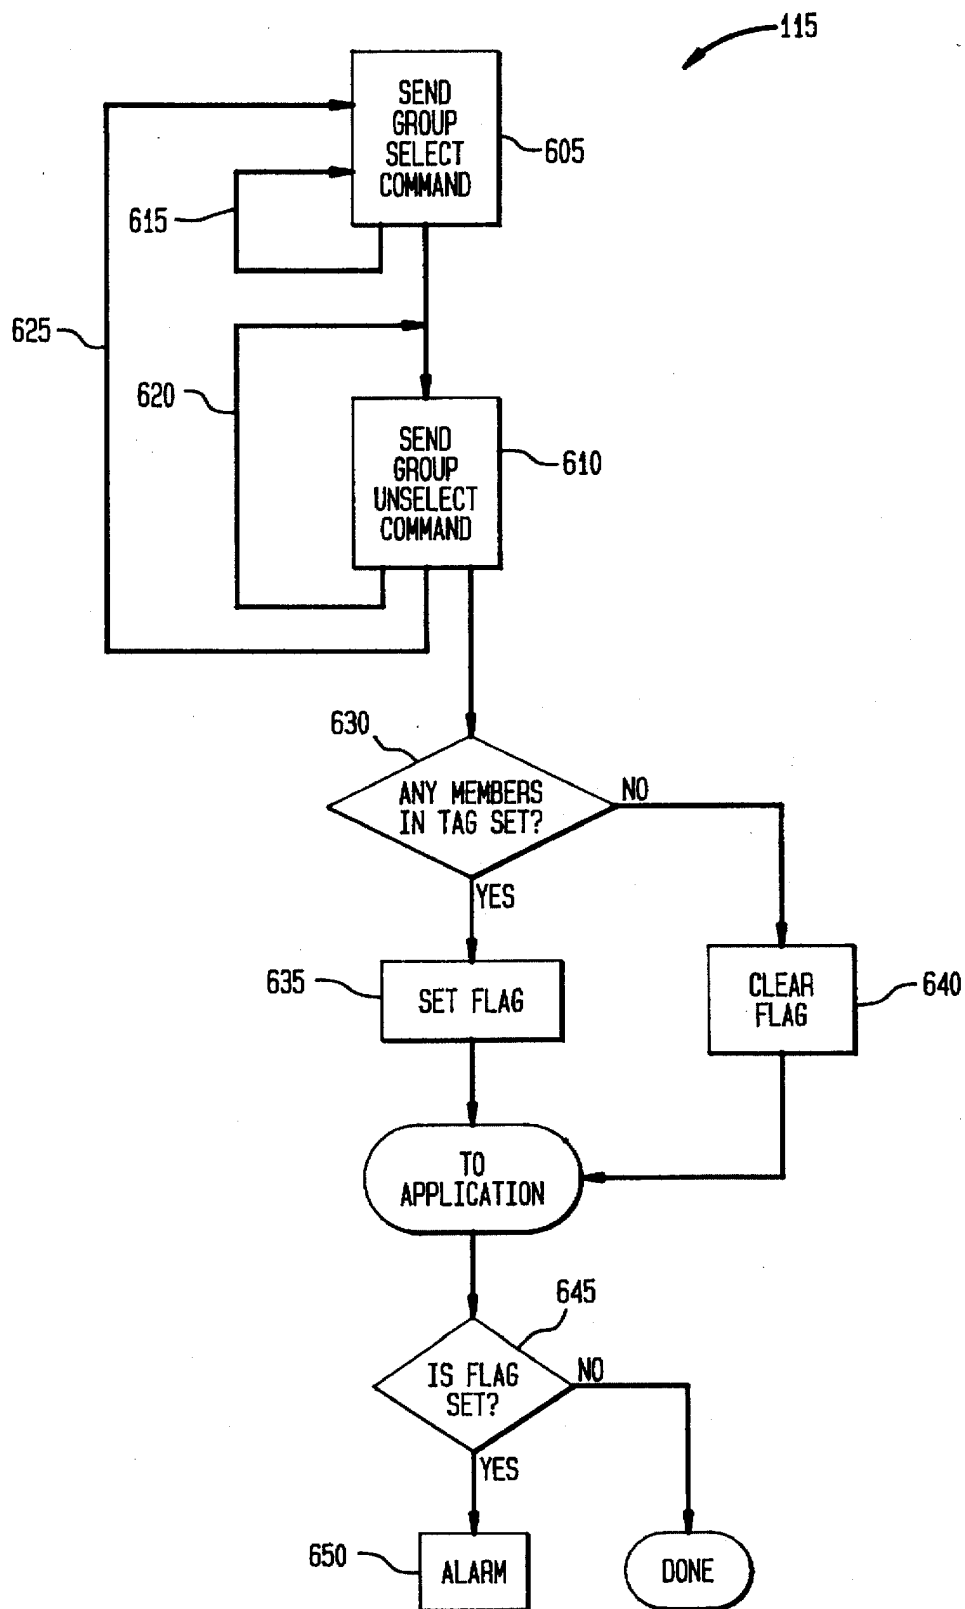 115
SEND
GROUP
SELECT
COMMAND
605
615
625
620
SEND
GROUP
UNSELECT
COMMAND
610
630
ANY MEMBERS
IN TAG SET?
NO
YES
635
SET FLAG
CLEAR
FLAG
640
TO
APPLICATION
645
IS FLAG
SET?
NO
YES
650
ALARM
DONE